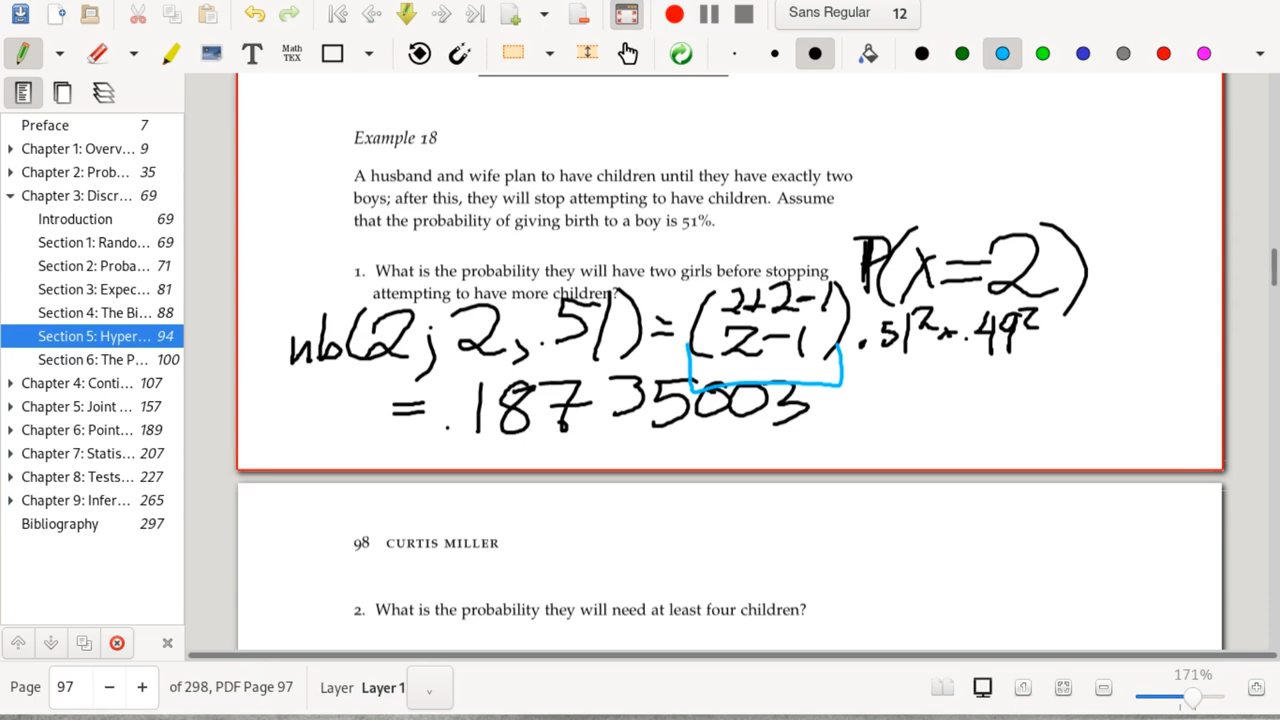 Sans Regular 12
T Math TEX
Preface 7
Chapter 1: Overv... 9
Chapter 2: Prob... 35
Chapter 3: Discr... 69
Introduction 69
Section 1: Rando... 69
Section 2: Proba... 71
Section 3: Expec... 81
Section 4: The Bi... 88
Section 5: Hyper... 94
Section 6: The P... 100
Chapter 4: Conti... 107
Chapter 5: Joint ... 157
Chapter 6: Point... 189
Chapter 7: Statis... 207
Chapter 8: Tests... 227
Chapter 9: Infer... 265
Bibliography 297
Example 18
A husband and wife plan to have children until they have exactly two
boys; after this, they will stop attempting to have children. Assume
that the probability of giving birth to a boy is 51%.
1. What is the probability they will have two girls before stopping
attempting to have more children?
P(x=2)
nb(2; 2, .51) = (2+2-1 2-1) .51² * .49²
= .18735003
98 CURTIS MILLER
2. What is the probability they will need at least four children?
Page 97 − + of 298, PDF Page 97 Layer Layer 1 171%